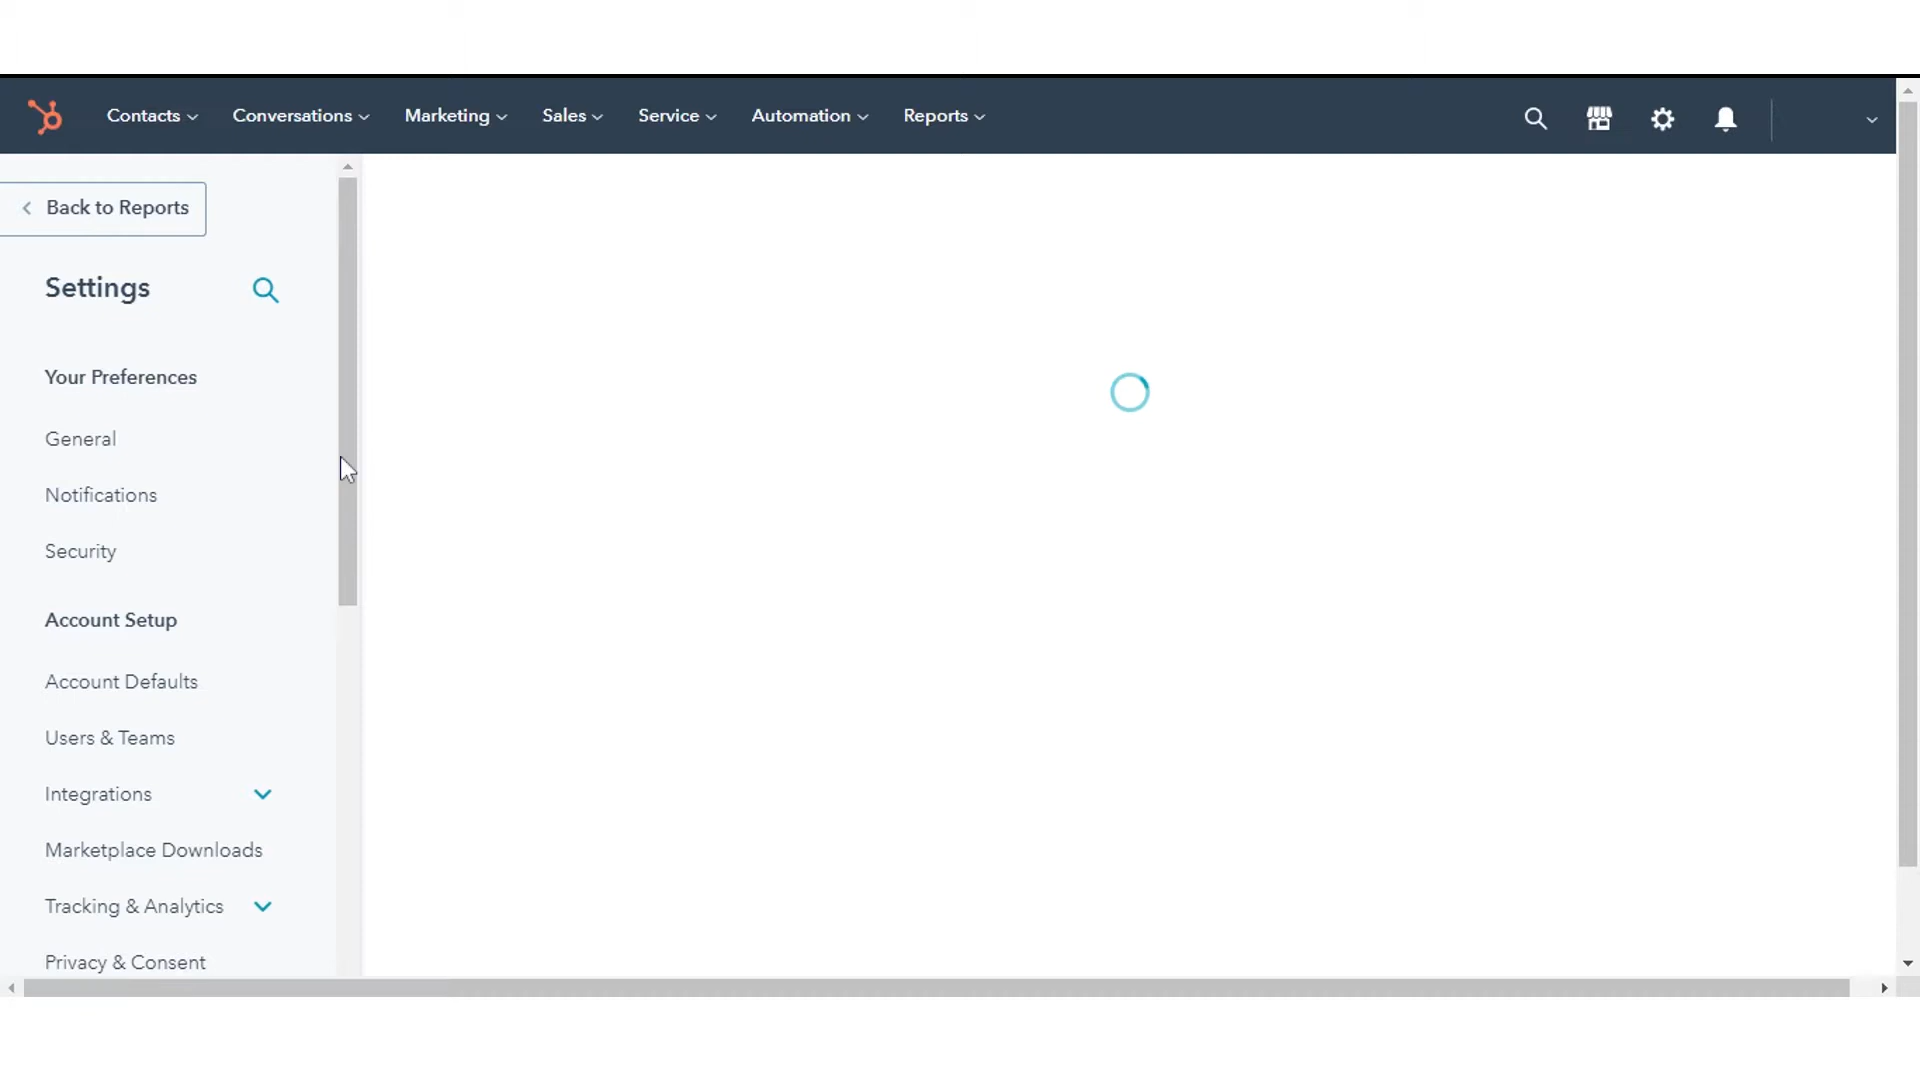 Contacts Conversations Marketing Sales Service Automation Reports
Back to Reports
Settings
Your Preferences
General
Notifications
Security
Account Setup
Account Defaults
Users & Teams
Integrations
Marketplace Downloads
Tracking & Analytics
Privacy & Consent